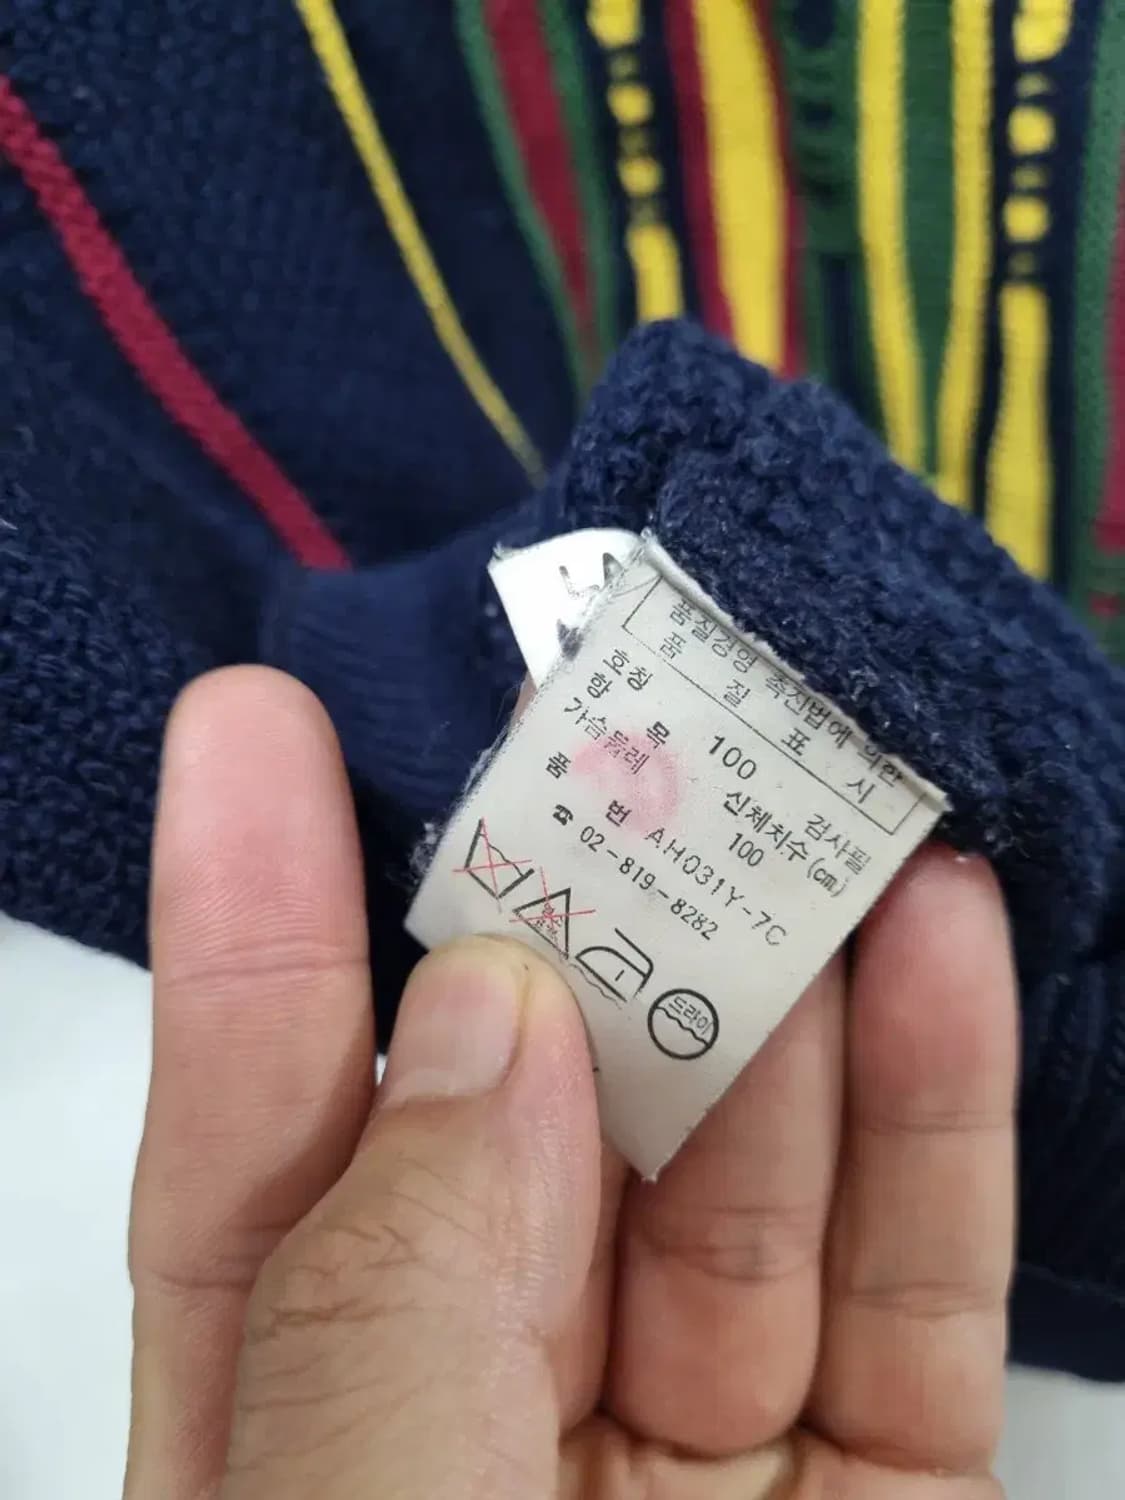 품질경영 촉진법에 의한
품 질 표 시
호칭 100 검사필
항 목 신체치수 (cm)
가슴둘레 100
품 번 AH031Y-7C
☎ 02-819-8282
드라이